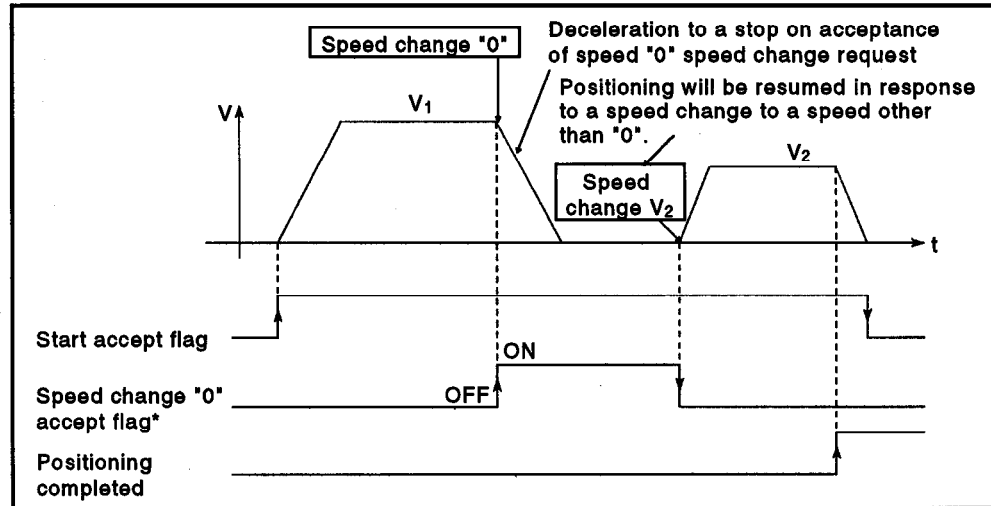 Speed change "0"
Deceleration to a stop on acceptance
of speed "0" speed change request
Positioning will be resumed in response
to a speed change to a speed other
than "0".
V
V1
V2
Speed
change V2
t
Start accept flag
ON
Speed change "0"
accept flag*
OFF
Positioning
completed